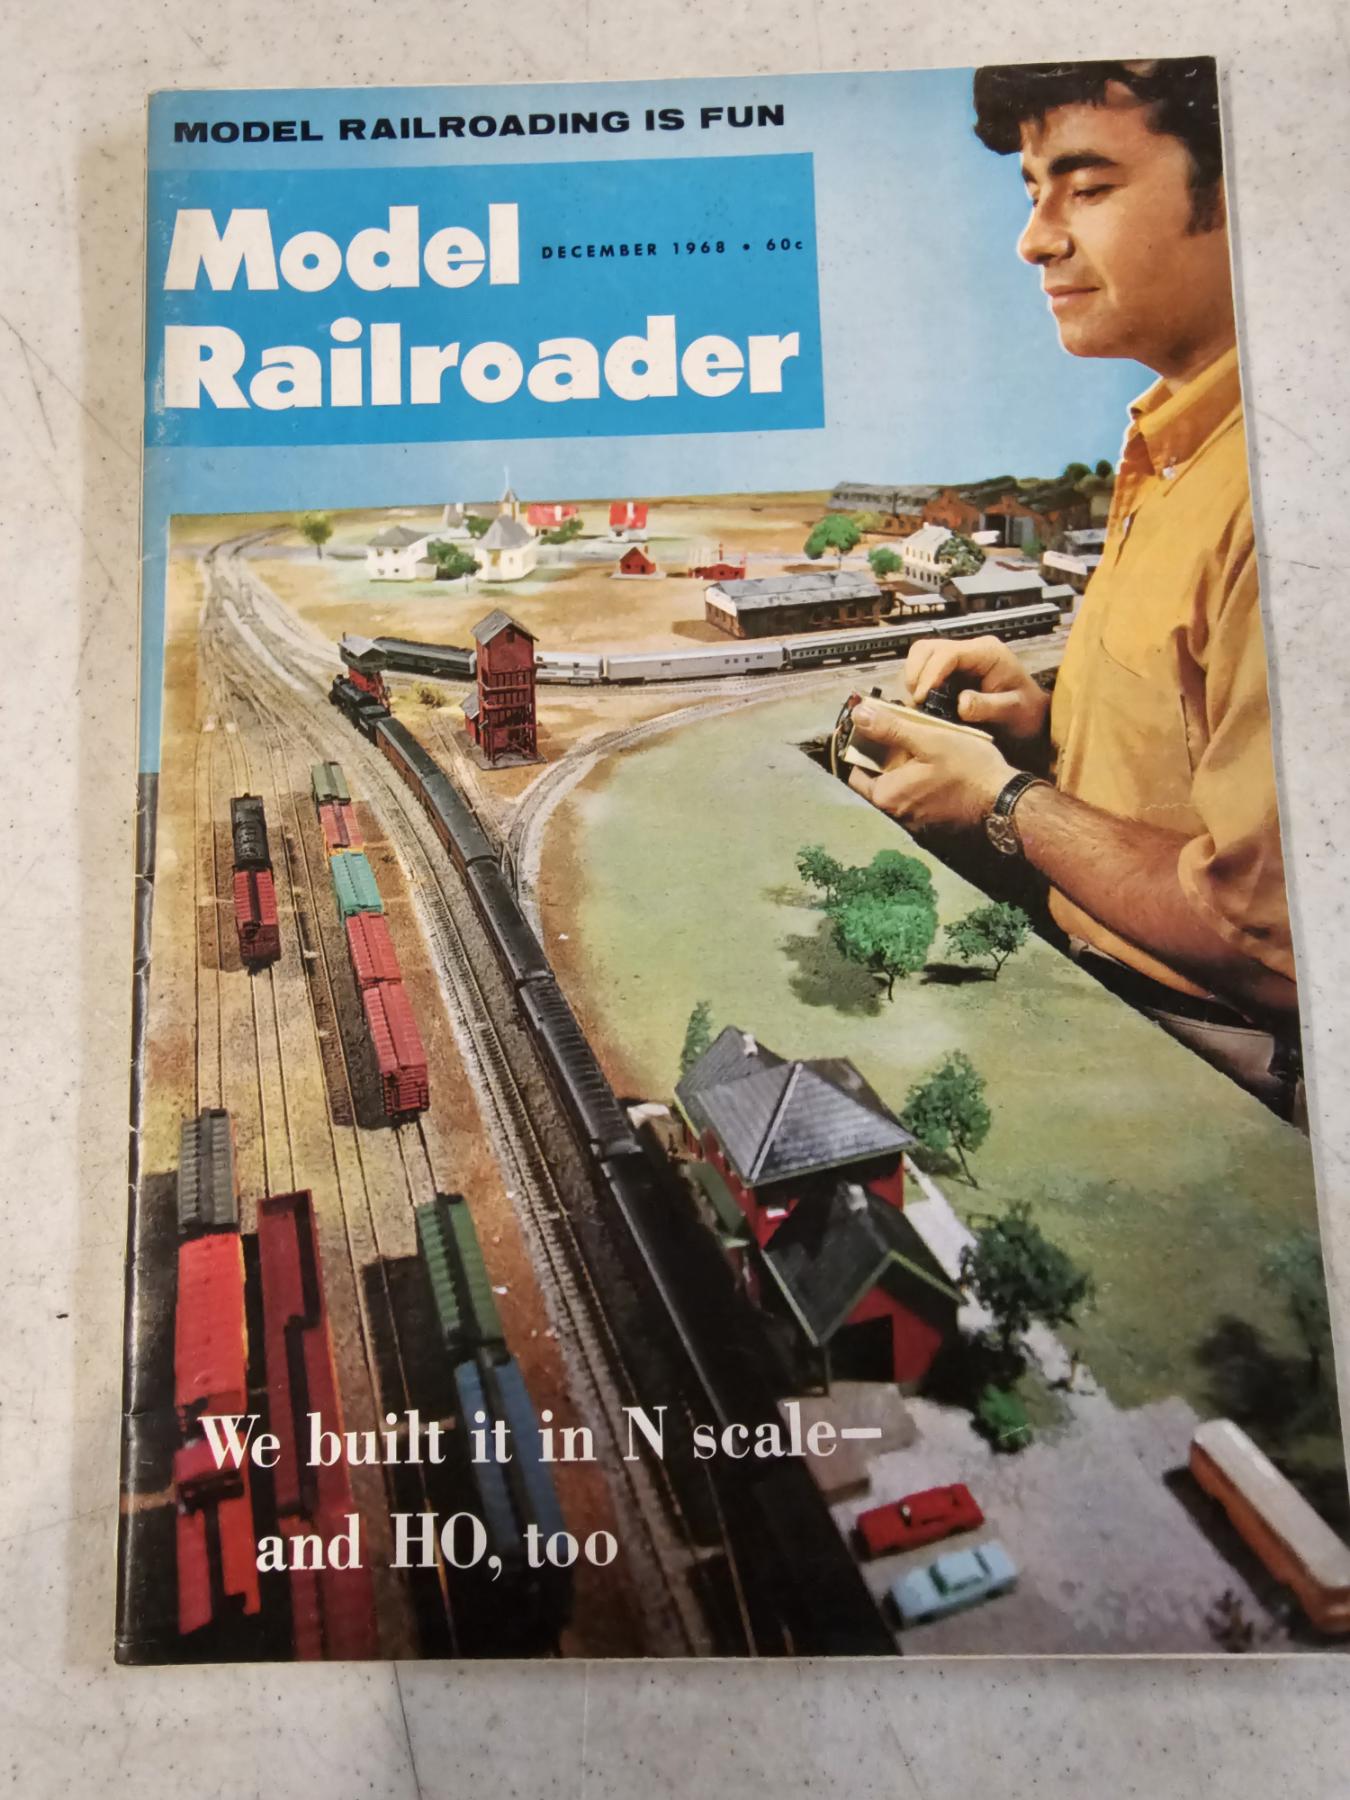 MODEL RAILROADING IS FUN
Model
DECEMBER 1968 • 60c
Railroader
We built it in N scale—
and HO, too